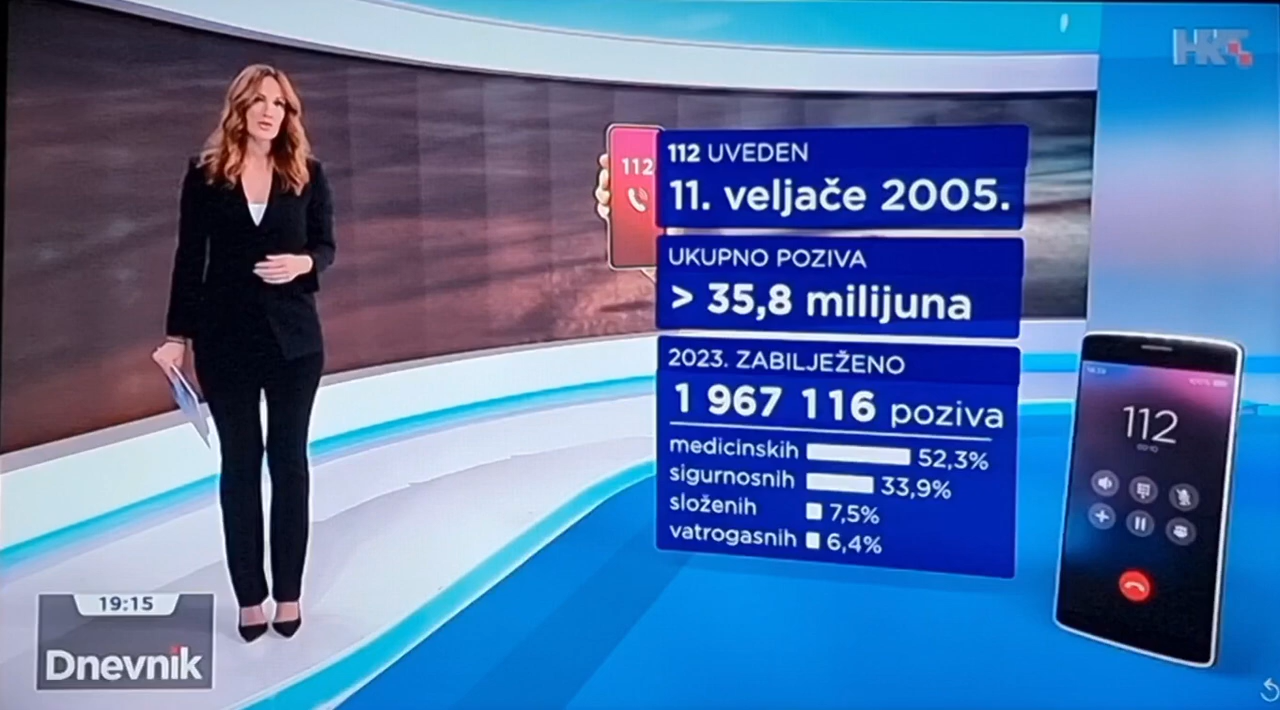 HRT
112
112 UVEDEN
11. veljače 2005.
UKUPNO POZIVA
> 35,8 milijuna
2023. ZABILJEŽENO
1 967 116 poziva
medicinskih 52,3%
sigurnosnih 33,9%
složenih 7,5%
vatrogasnih 6,4%
112
19:15
Dnevnik